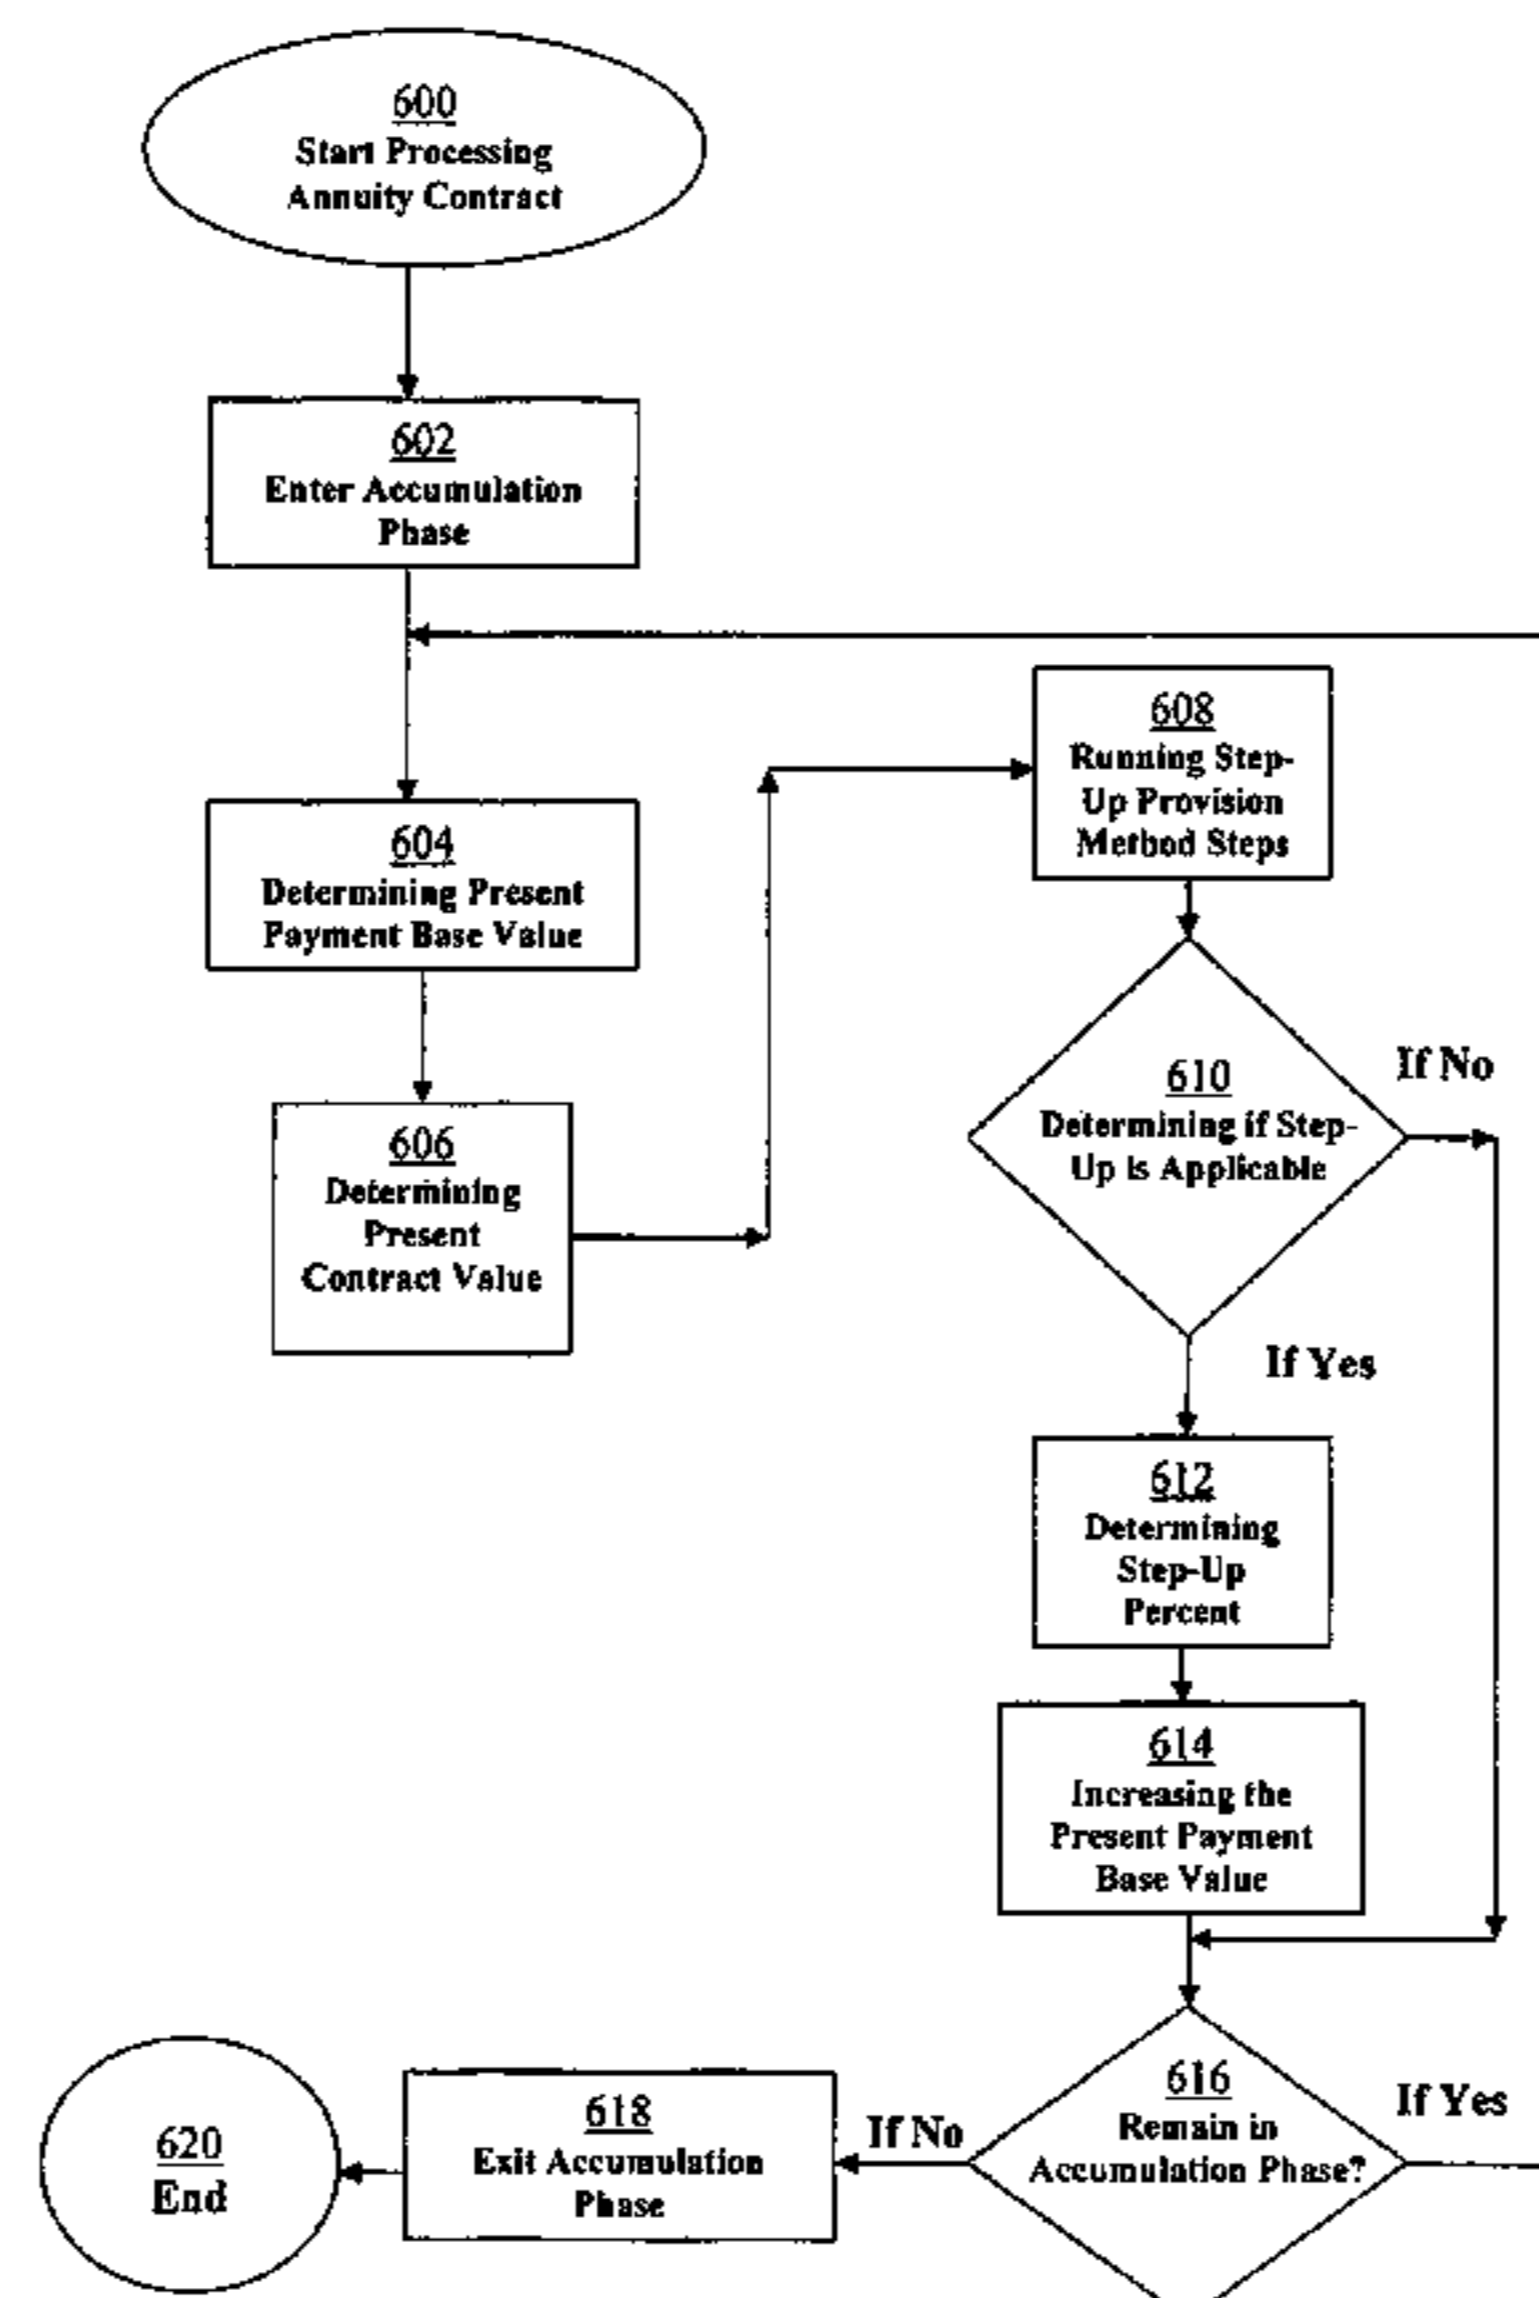 600
Start Processing
Annuity Contract
602
Enter Accumulation
Phase
604
Determining Present
Payment Base Value
606
Determining
Present
Contract Value
608
Running Step-
Up Provision
Method Steps
610
Determining if Step-
Up is Applicable
If No
If Yes
612
Determining
Step-Up
Percent
614
Increasing the
Present Payment
Base Value
616
Remain in
Accumulation Phase?
If Yes
If No
618
Exit Accumulation
Phase
620
End